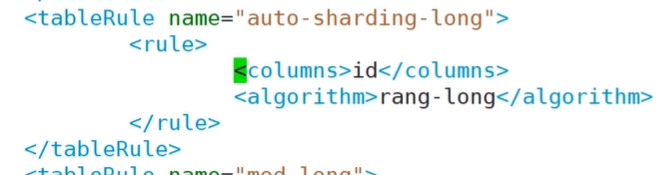 <tableRule name="auto-sharding-long">
<rule>
<columns>id</columns>
<algorithm>rang-long</algorithm>
</rule>
</tableRule>
<tableRule name="mod-long">